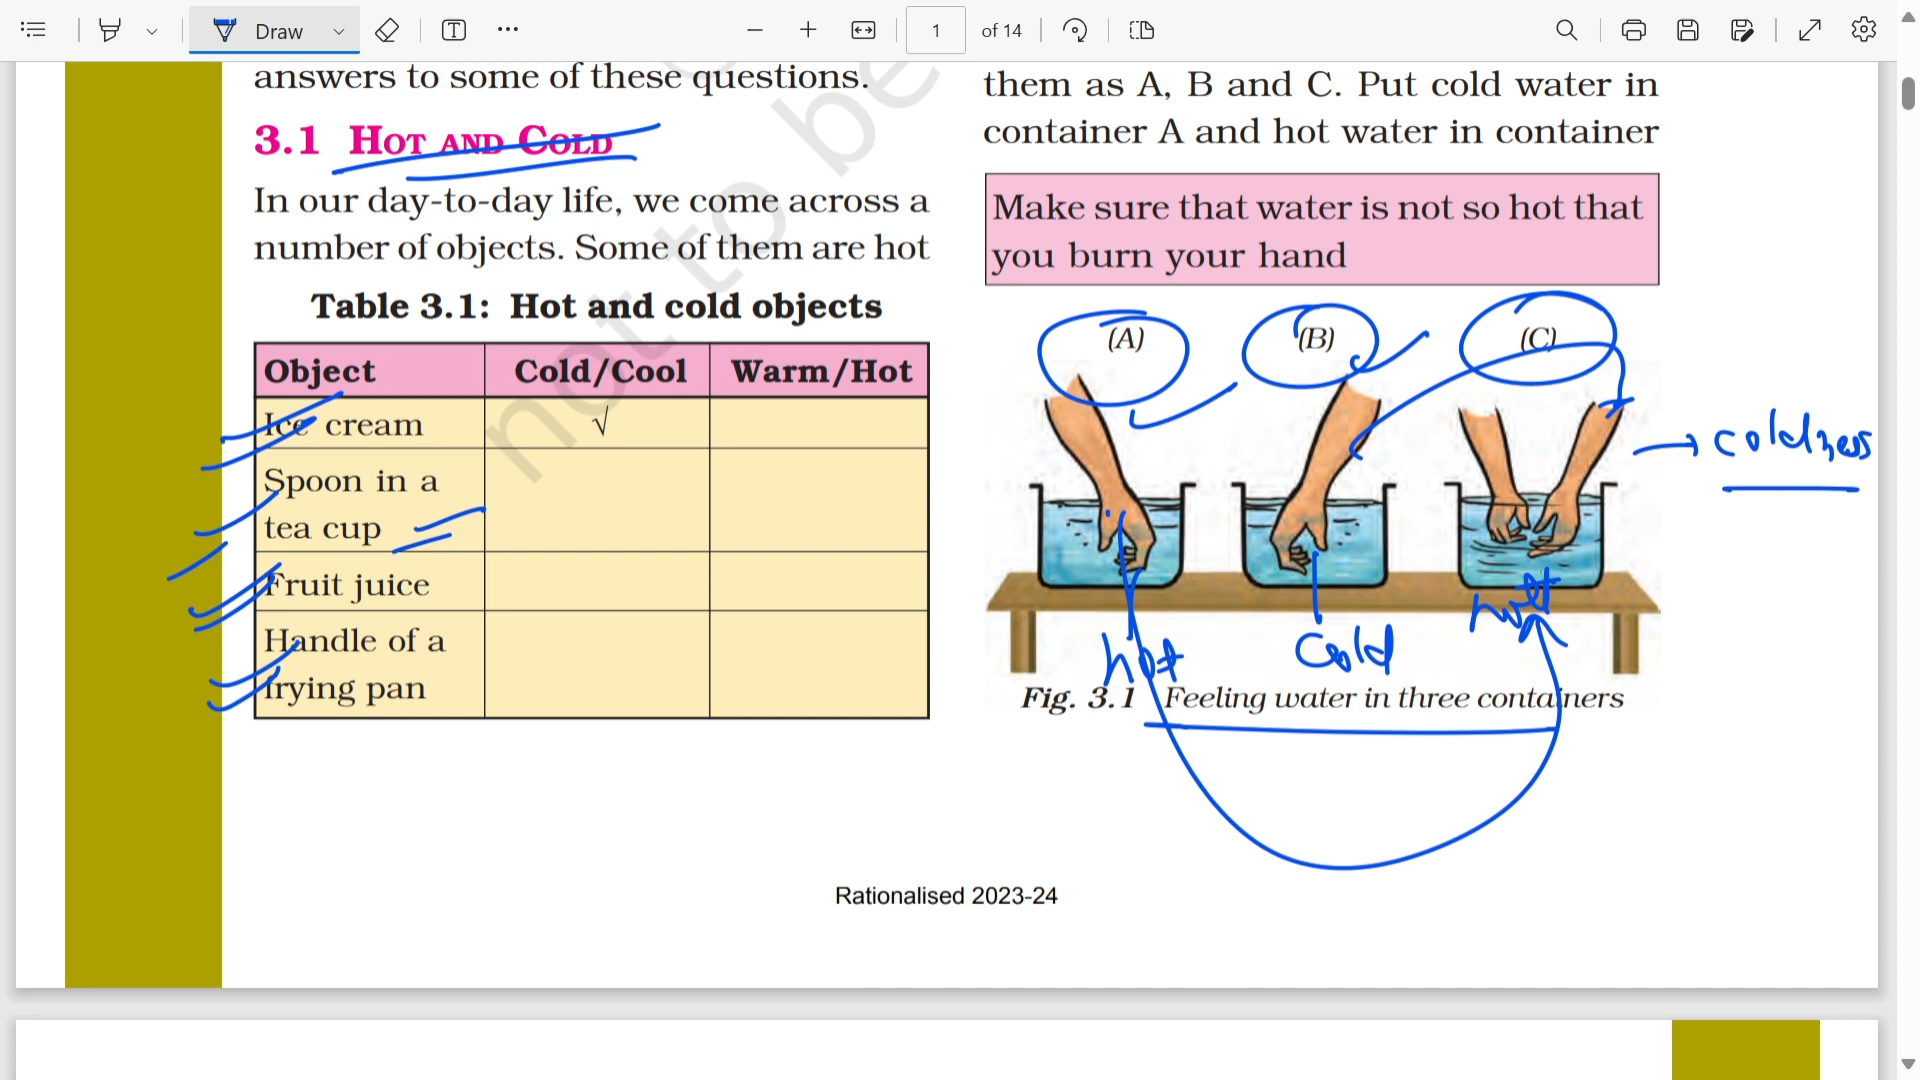 Draw
1 of 14
answers to some of these questions.
3.1 HOT AND COLD
In our day-to-day life, we come across a
number of objects. Some of them are hot
Table 3.1: Hot and cold objects
Object Cold/Cool Warm/Hot
Ice cream √
Spoon in a
tea cup
Fruit juice
Handle of a
frying pan
them as A, B and C. Put cold water in
container A and hot water in container
Make sure that water is not so hot that
you burn your hand
(A) (B) (C)
coldness
hot cold
Fig. 3.1 Feeling water in three containers
not to be
Rationalised 2023-24